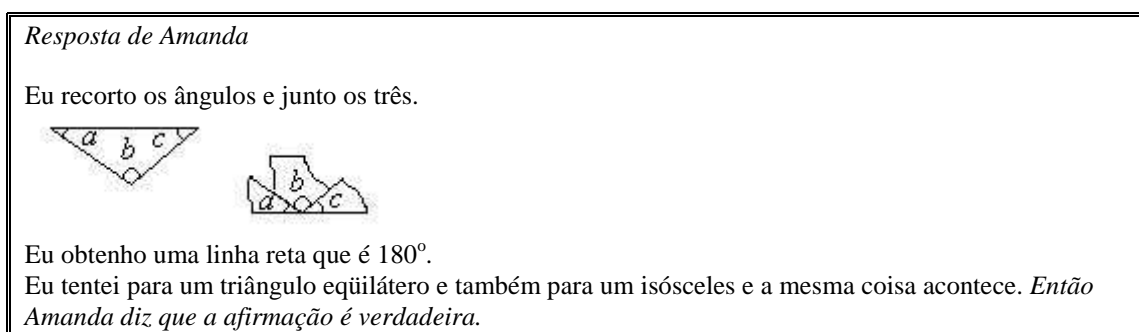 Resposta de Amanda
Eu recorto os ângulos e junto os três.
a b c
a b c
Eu obtenho uma linha reta que é 180º.
Eu tentei para um triângulo eqüilátero e também para um isósceles e a mesma coisa acontece. Então
Amanda diz que a afirmação é verdadeira.